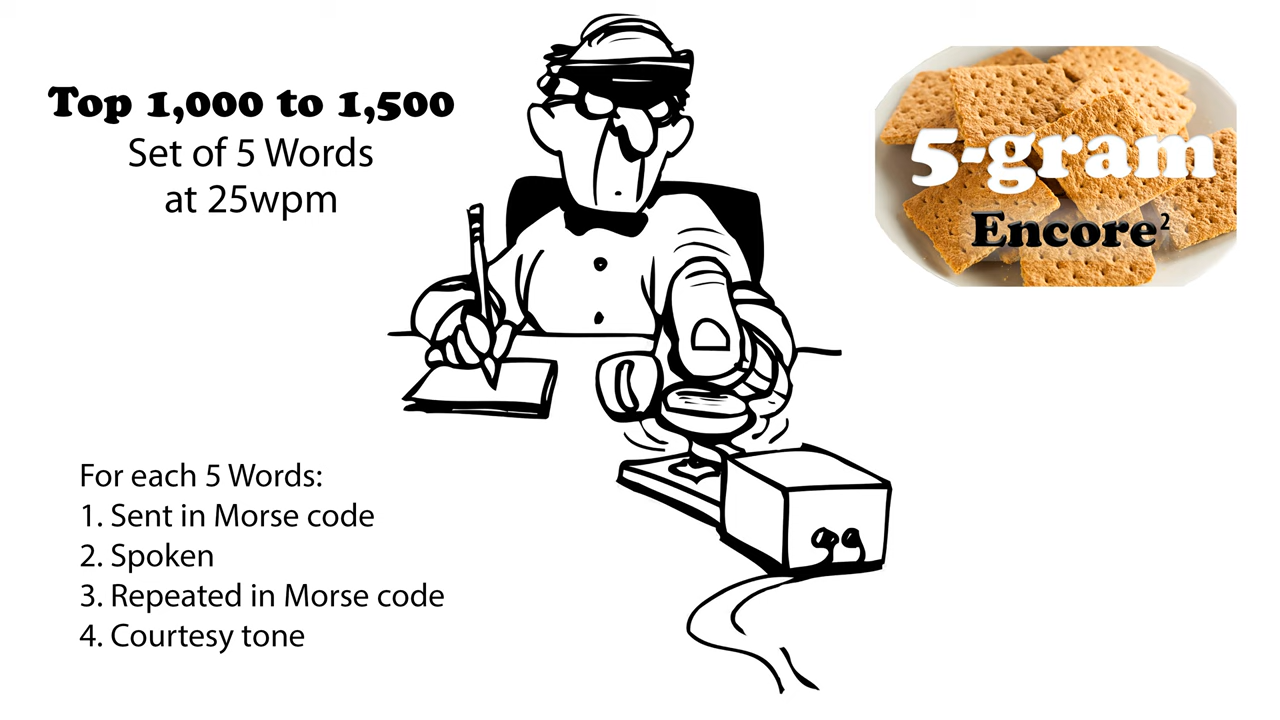 Top 1,000 to 1,500
Set of 5 Words
at 25wpm
5-gram
Encore²
For each 5 Words:
1. Sent in Morse code
2. Spoken
3. Repeated in Morse code
4. Courtesy tone